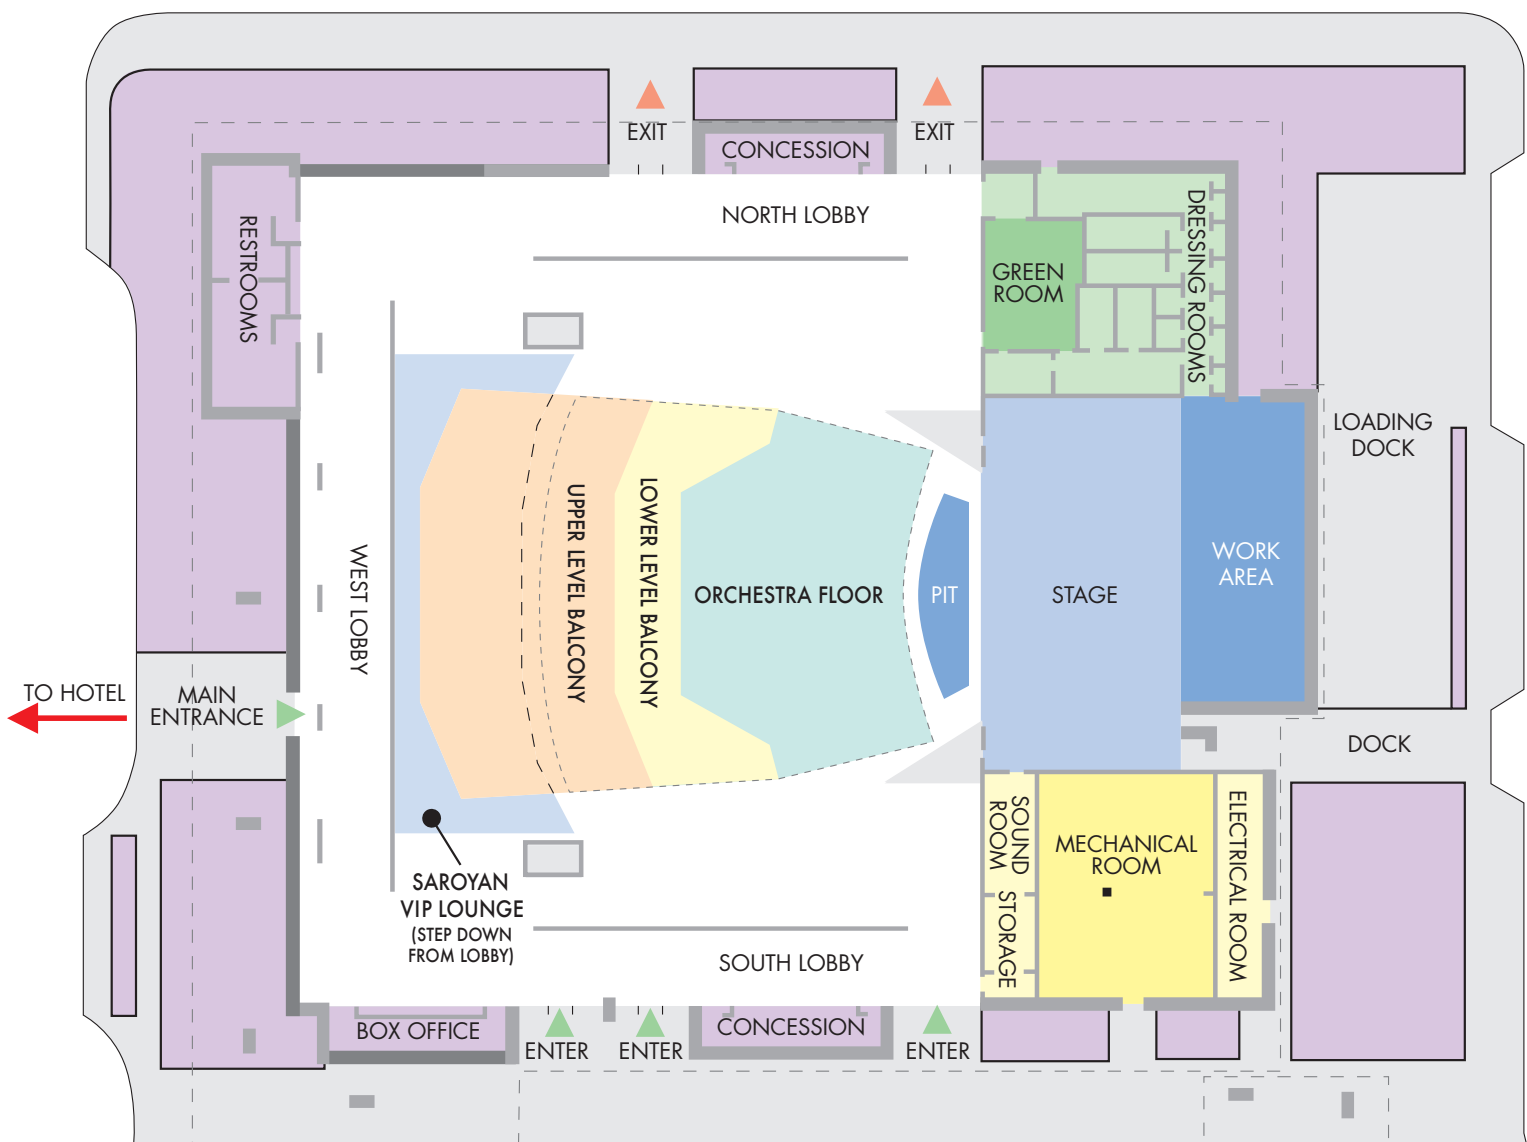 EXIT
EXIT
CONCESSION
NORTH LOBBY
RESTROOMS
GREEN
ROOM
DRESSING ROOMS
LOADING
DOCK
UPPER LEVEL BALCONY
LOWER LEVEL BALCONY
WEST LOBBY
ORCHESTRA FLOOR
PIT
STAGE
WORK
AREA
TO HOTEL
MAIN
ENTRANCE
DOCK
SOUND
ROOM
MECHANICAL
ROOM
ELECTRICAL ROOM
STORAGE
SAROYAN
VIP LOUNGE
(STEP DOWN
FROM LOBBY)
SOUTH LOBBY
BOX OFFICE
CONCESSION
ENTER
ENTER
ENTER